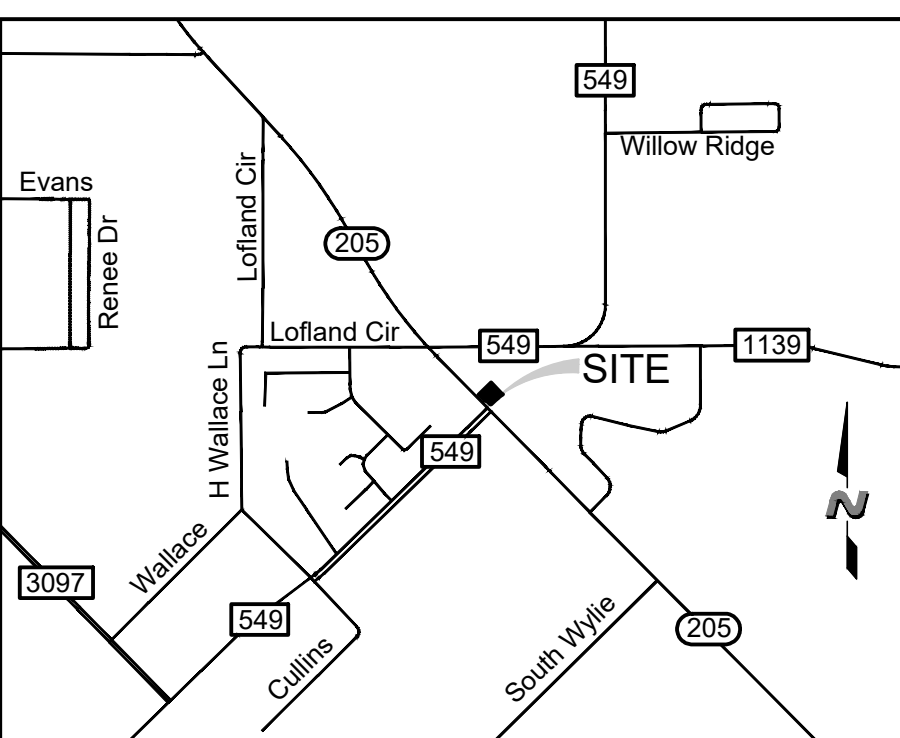 549
Willow Ridge
Evans
Lofland Cir
Renee Dr
205
Lofland Cir
549
1139
SITE
H Wallace Ln
549
N
Wallace
3097
549
Cullins
South Wylie
205